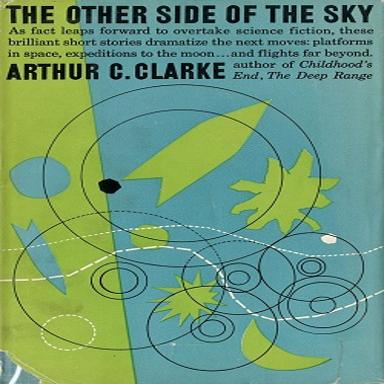 THE OTHER SIDE OF THE SKY
As fact leaps forward to overtake science fiction, these
brilliant short stories dramatize the next moves: platforms
in space, expeditions to the moon...and flights far beyond.
ARTHUR C. CLARKE author of Childhood's
End, The Deep Range